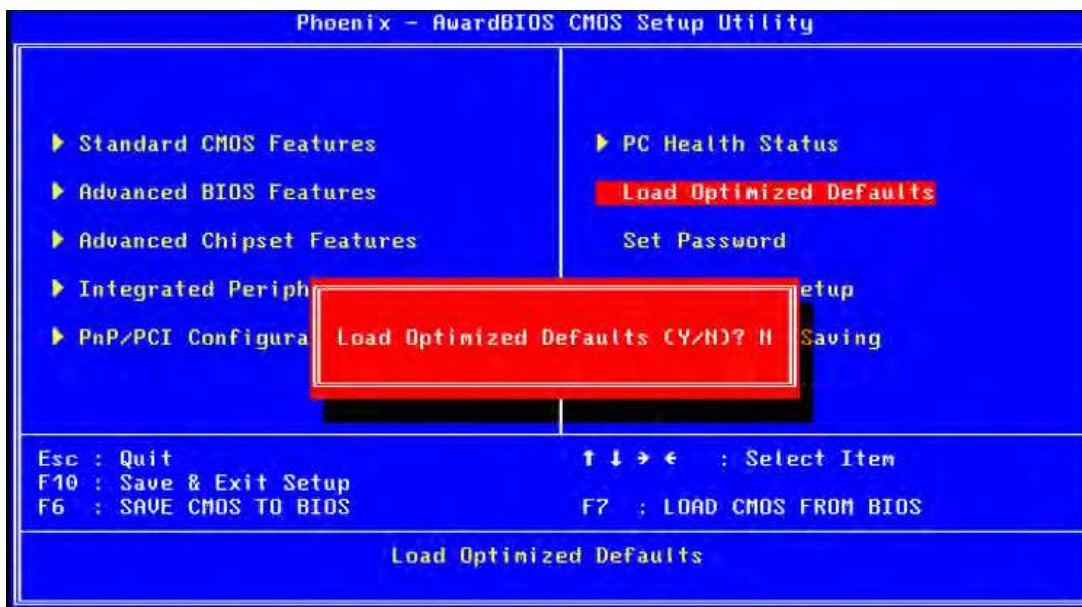 Phoenix - AwardBIOS CMOS Setup Utility
Standard CMOS Features
Advanced BIOS Features
Advanced Chipset Features
Integrated Periph
PnP/PCI Configura
PC Health Status
Load Optimized Defaults
Set Password
etup
Saving
Load Optimized Defaults (Y/N)? N
Esc : Quit
F10 : Save & Exit Setup
F6 : SAVE CMOS TO BIOS
↑ ↓ → ← : Select Item
F7 : LOAD CMOS FROM BIOS
Load Optimized Defaults